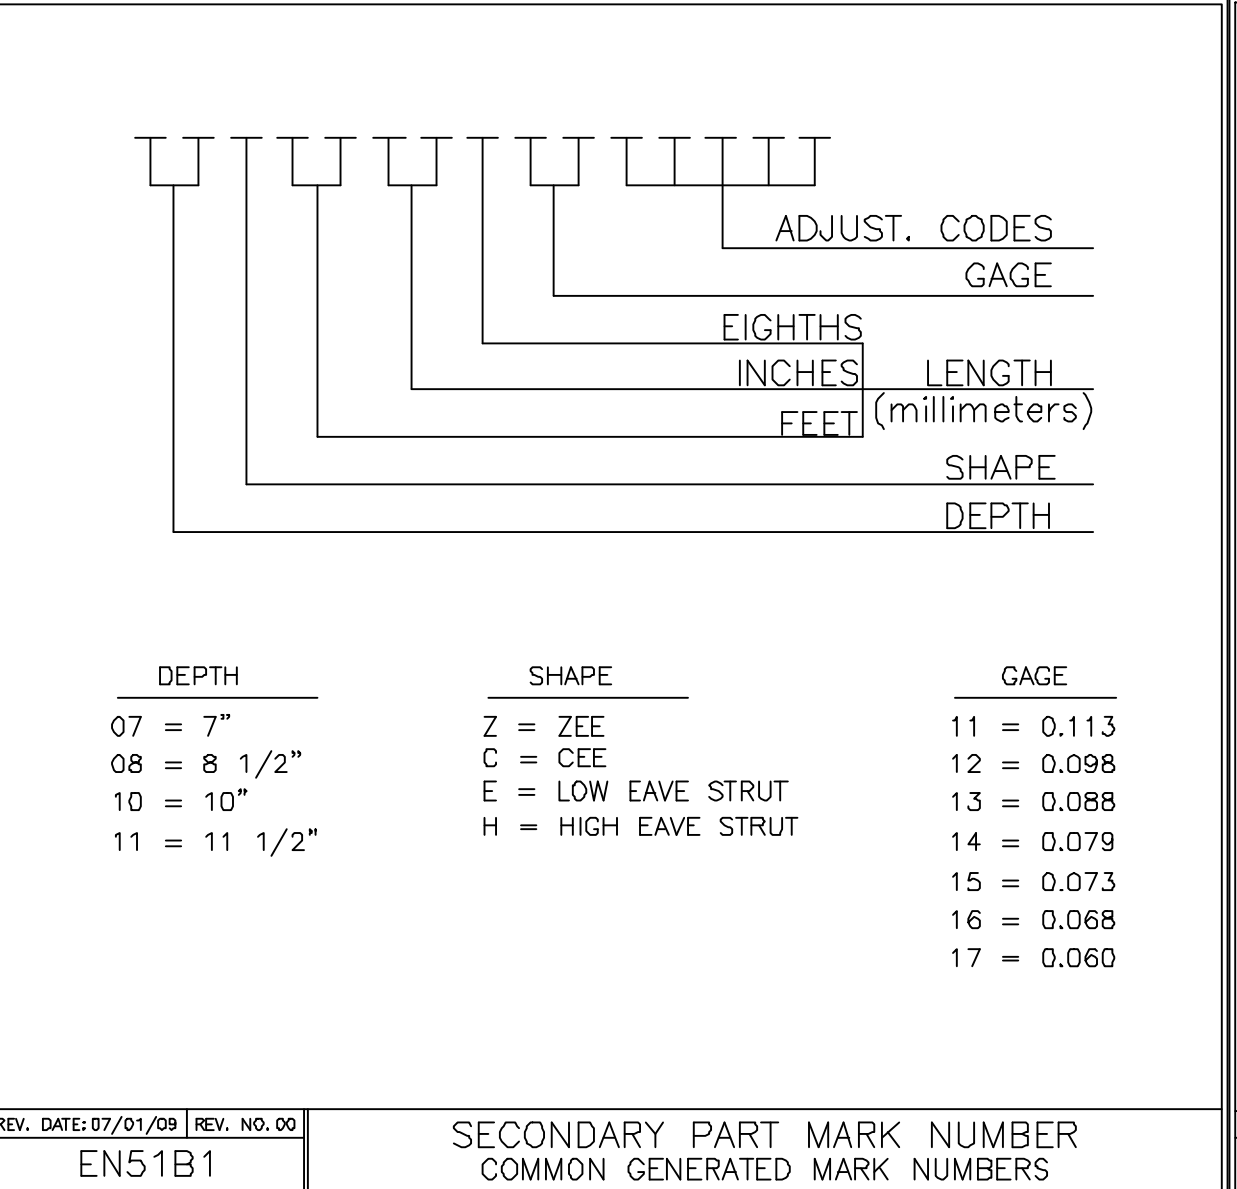 ADJUST. CODES
GAGE
EIGHTHS
INCHES LENGTH
(millimeters)
FEET
SHAPE
DEPTH
DEPTH
07 = 7"
08 = 8 1/2"
10 = 10"
11 = 11 1/2"
SHAPE
Z = ZEE
C = CEE
E = LOW EAVE STRUT
H = HIGH EAVE STRUT
GAGE
11 = 0.113
12 = 0.098
13 = 0.088
14 = 0.079
15 = 0.073
16 = 0.068
17 = 0.060
REV. DATE: 07/01/09 REV. NO. 00
EN51B1
SECONDARY PART MARK NUMBER
COMMON GENERATED MARK NUMBERS